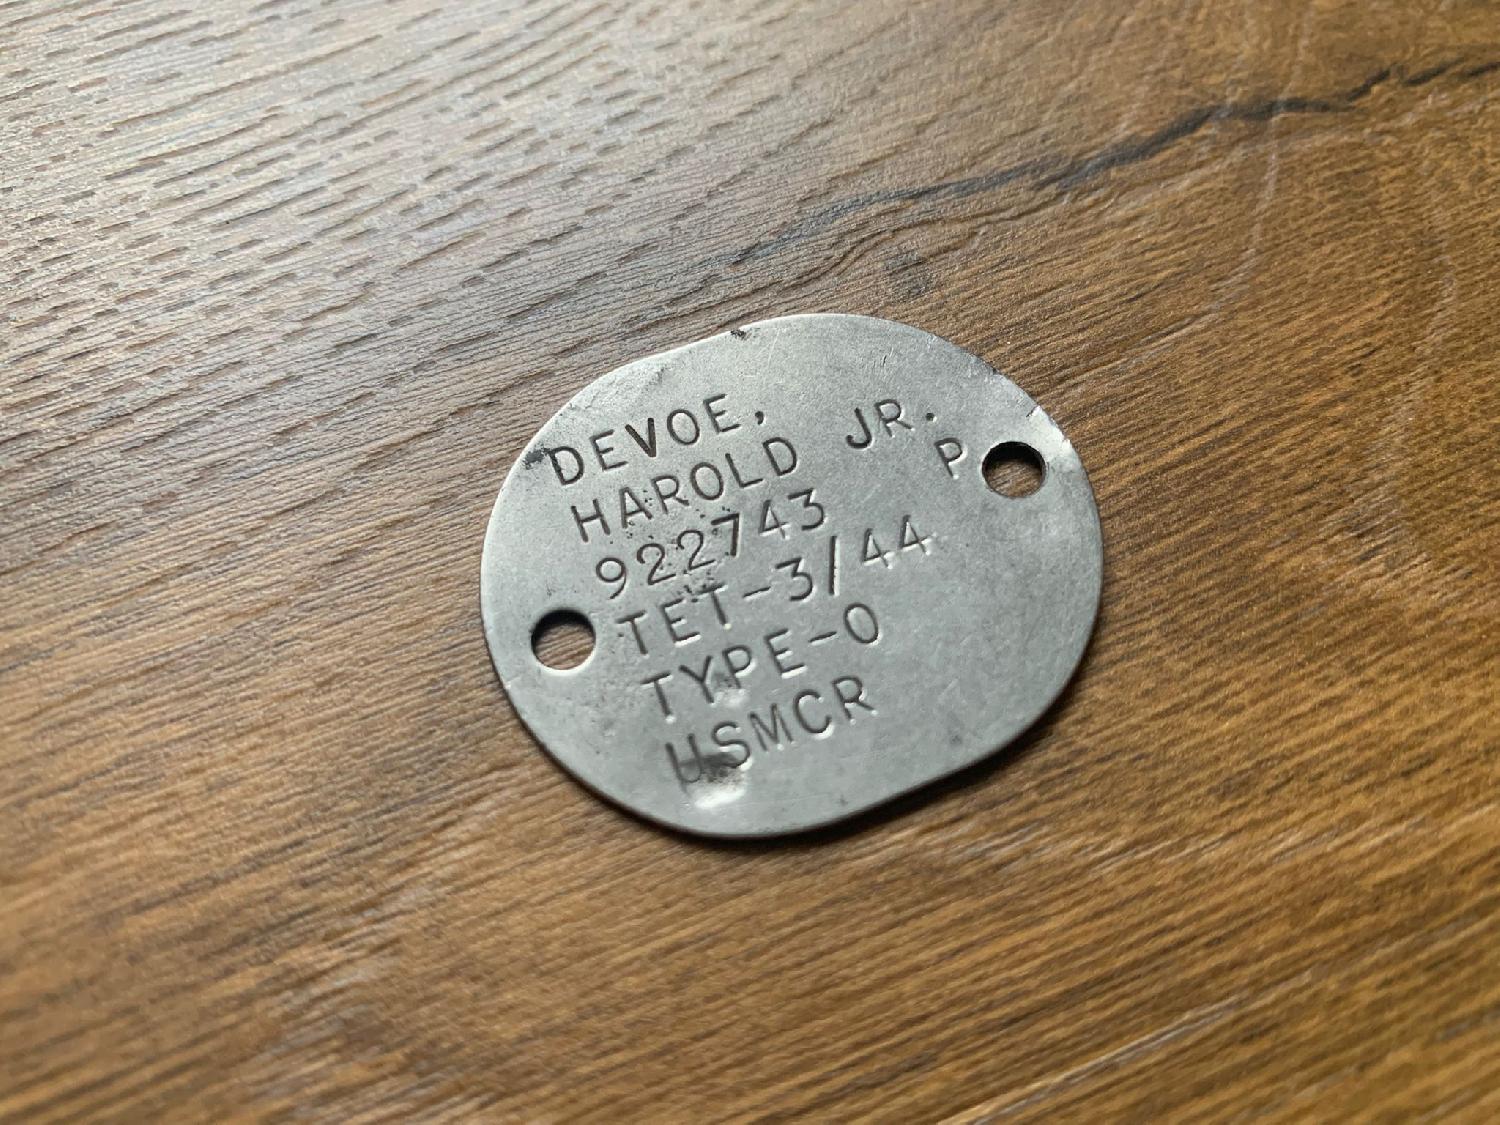 DEVOE,
HAROLD JR.
922743 P
TET-3/44
TYPE-O
USMCR